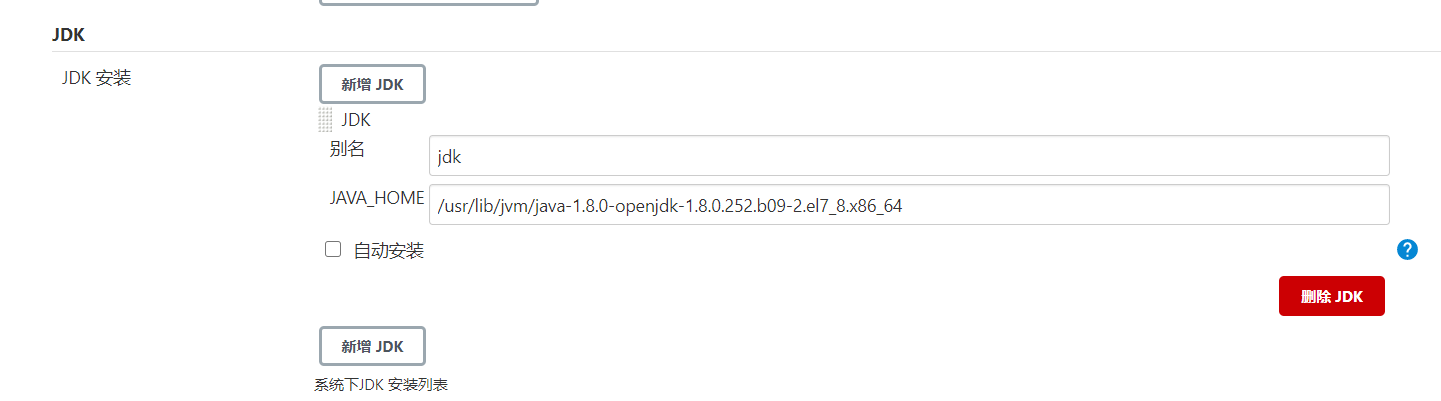 JDK
JDK 安装
新增 JDK
JDK
别名
jdk
JAVA_HOME
/usr/lib/jvm/java-1.8.0-openjdk-1.8.0.252.b09-2.el7_8.x86_64
自动安装
?
删除 JDK
新增 JDK
系统下JDK 安装列表